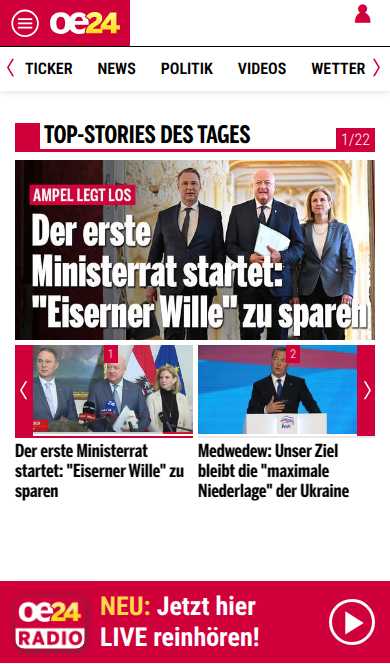 oe24
TICKER NEWS POLITIK VIDEOS WETTER
TOP-STORIES DES TAGES
1/22
AMPEL LEGT LOS
Der erste
Ministerrat startet:
"Eiserner Wille" zu sparen
1
2
Der erste Ministerrat
startet: "Eiserner Wille" zu
sparen
Medwedew: Unser Ziel
bleibt die "maximale
Niederlage" der Ukraine
oe24
RADIO
NEU: Jetzt hier
LIVE reinhören!